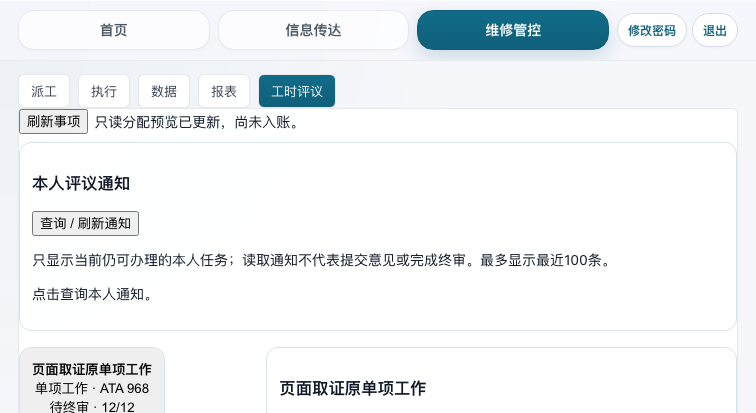 首页
信息传达
维修管控
修改密码
退出
派工
执行
数据
报表
工时评议
刷新事项 只读分配预览已更新，尚未入账。
本人评议通知
查询 / 刷新通知
只显示当前仍可办理的本人任务；读取通知不代表提交意见或完成终审。最多显示最近100条。
点击查询本人通知。
页面取证原单项工作
单项工作 · ATA 968
待终审 · 12/12
页面取证原单项工作